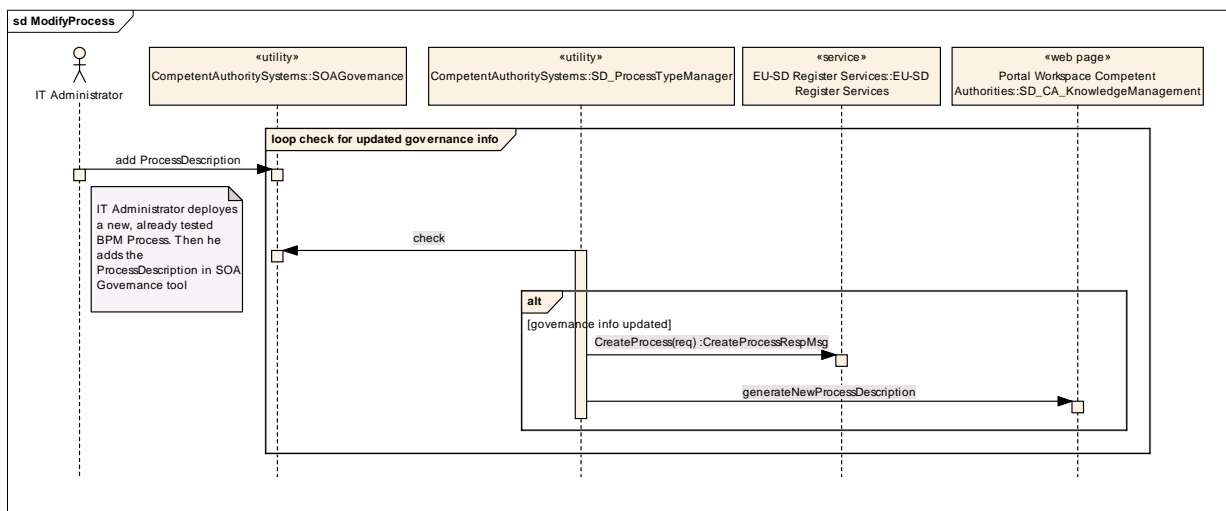 sd ModifyProcess
IT Administrator
«utility»
CompetentAuthoritySystems::SOAGovernance
«utility»
CompetentAuthoritySystems::SD_ProcessTypeManager
«service»
EU-SD Register Services::EU-SD
Register Services
«web page»
Portal Workspace Competent
Authorities::SD_CA_KnowledgeManagement
loop check for updated governance info
add ProcessDescription
IT Administrator deployes
a new, already tested
BPM Process. Then he
adds the
ProcessDescription in SOA
Governance tool
check
alt
[governance info updated]
CreateProcess(req) :CreateProcessRespMsg
generateNewProcessDescription